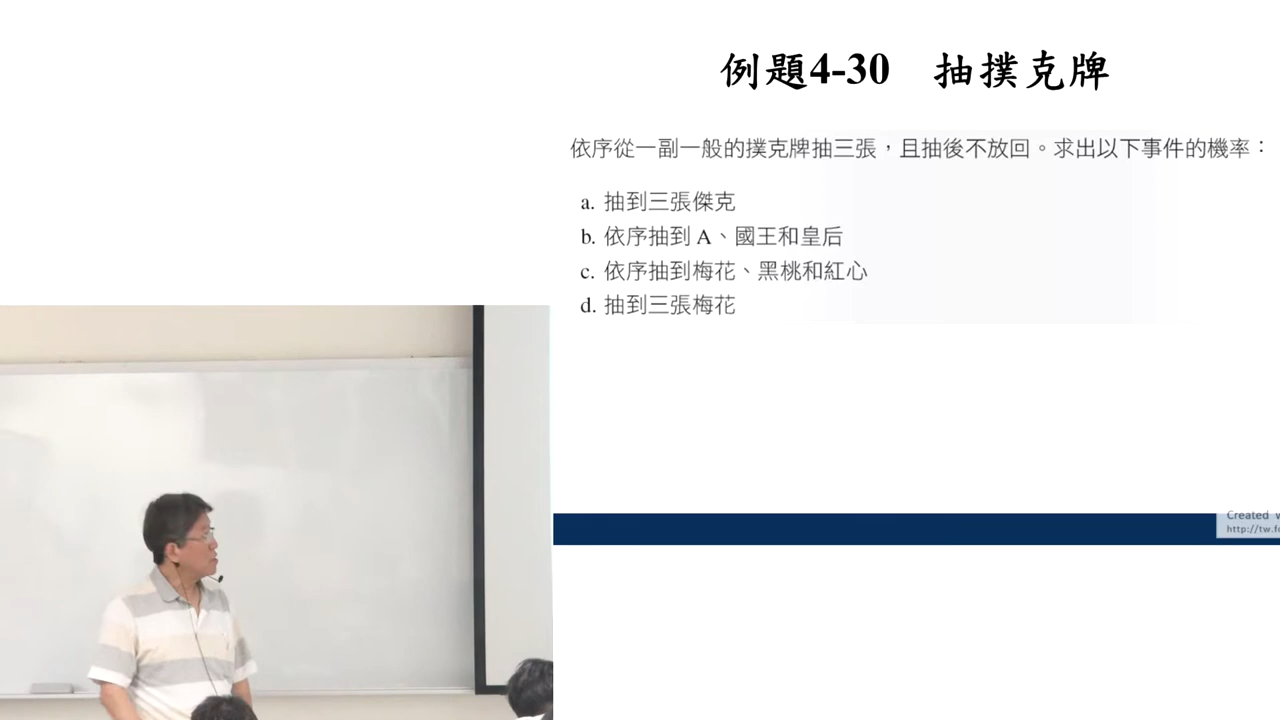 例題4-30 抽撲克牌
依序從一副一般的撲克牌抽三張，且抽後不放回。求出以下事件的機率：
a. 抽到三張傑克
b. 依序抽到 A、國王和皇后
c. 依序抽到梅花、黑桃和紅心
d. 抽到三張梅花
Created
http://tw.f